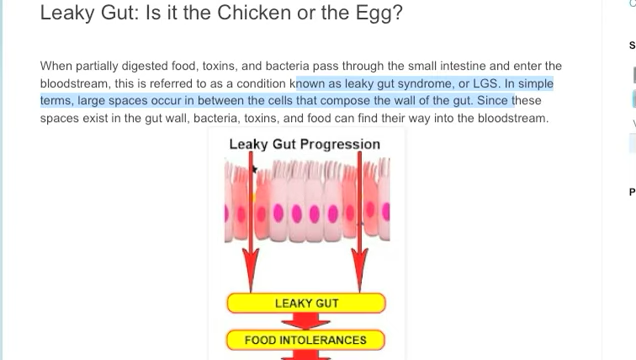 Leaky Gut: Is it the Chicken or the Egg?
When partially digested food, toxins, and bacteria pass through the small intestine and enter the
bloodstream, this is referred to as a condition known as leaky gut syndrome, or LGS. In simple
terms, large spaces occur in between the cells that compose the wall of the gut. Since these
spaces exist in the gut wall, bacteria, toxins, and food can find their way into the bloodstream.
Leaky Gut Progression
LEAKY GUT
FOOD INTOLERANCES